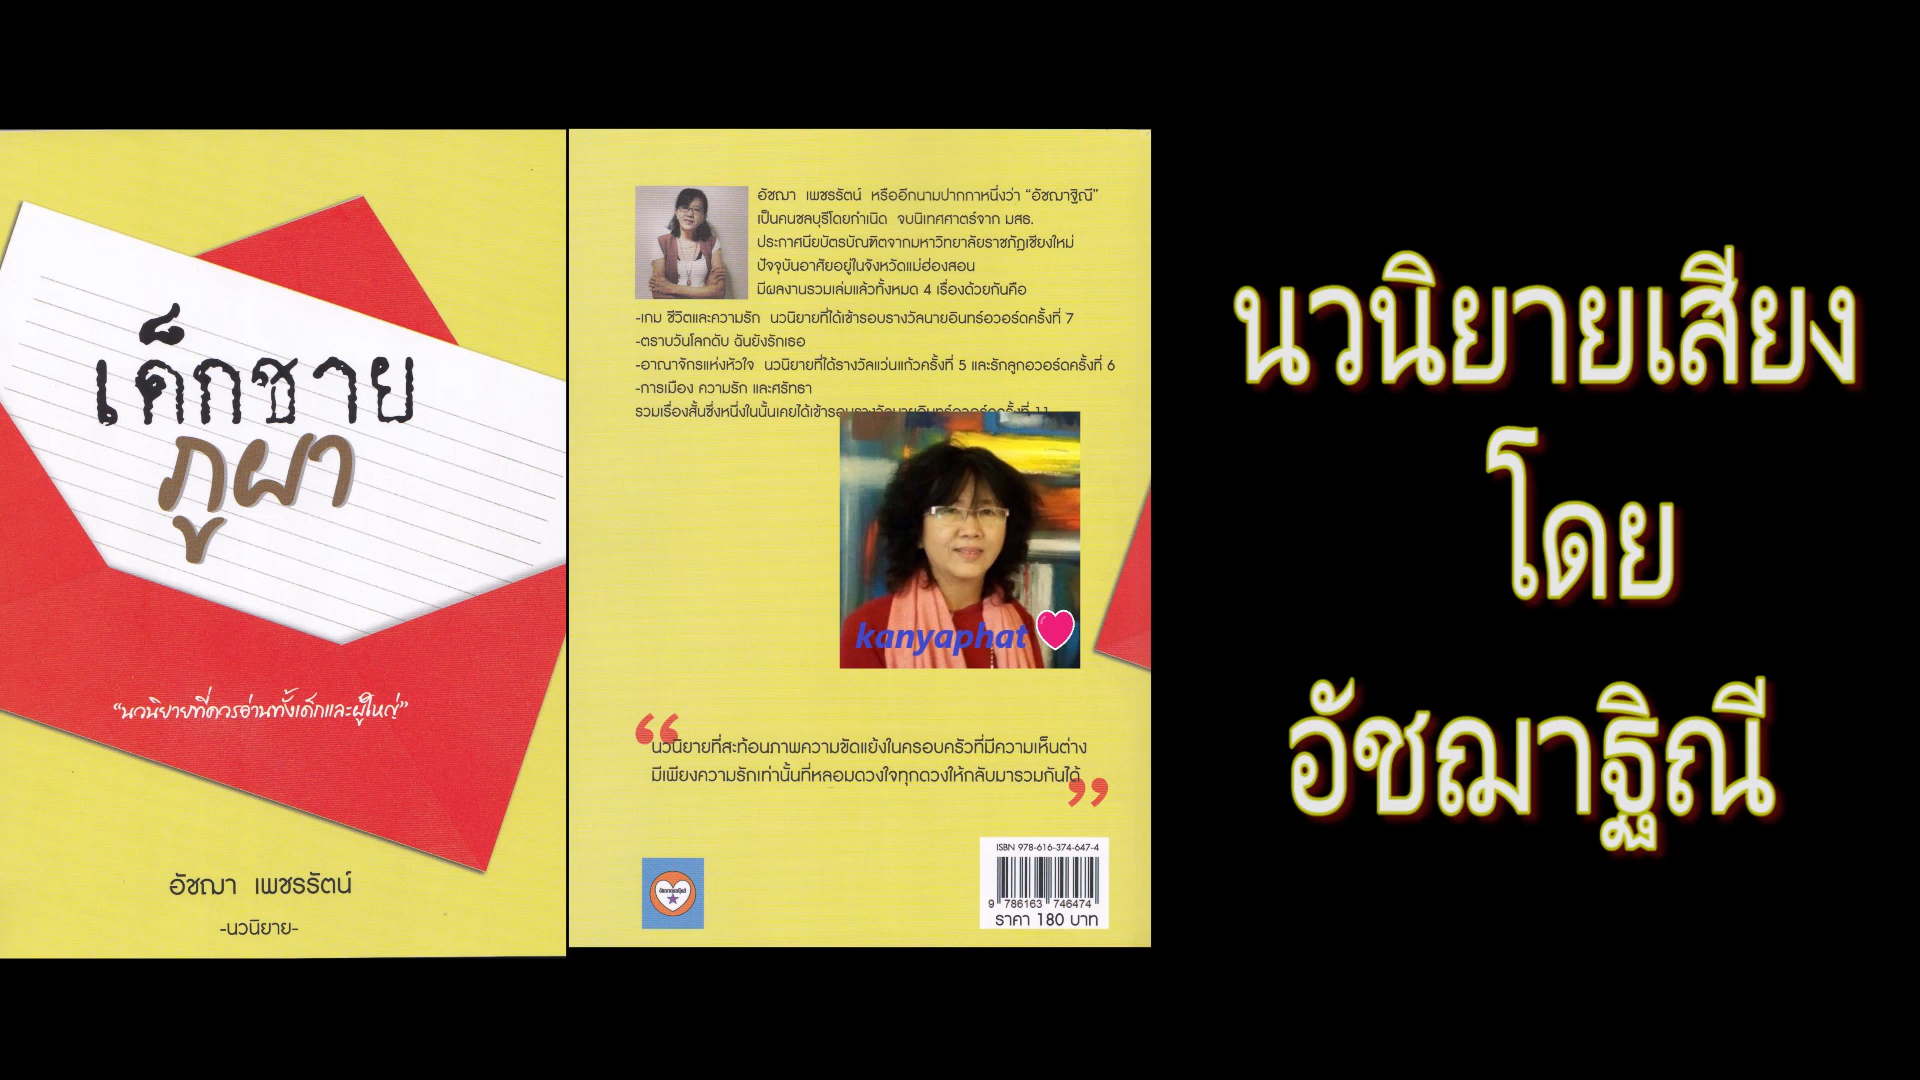 เด็กชาย
ภูผา
“นวนิยายที่ควรอ่านทั้งเด็กและผู้ใหญ่”
อัชฌา เพชรรัตน์
-นวนิยาย-
อัชฌา เพชรรัตน์ หรืออีกนามปากกาหนึ่งว่า “อัชฌาฐิณี”
เป็นคนชลบุรีโดยกำเนิด จบนิเทศศาตร์จาก มสธ.
ประกาศนียบัตรบัณฑิตจากมหาวิทยาลัยราชภัฏเชียงใหม่
ปัจจุบันอาศัยอยู่ในจังหวัดแม่ฮ่องสอน
มีผลงานรวมเล่มแล้วทั้งหมด 4 เรื่องด้วยกันคือ
-เกม ชีวิตและความรัก นวนิยายที่ได้เข้ารอบรางวัลนายอินทร์อวอร์ดครั้งที่ 7
-ตราบวันโลกดับ ฉันยังรักเธอ
-อาณาจักรแห่งหัวใจ นวนิยายที่ได้รางวัลแว่นแก้วครั้งที่ 5 และรักลูกอวอร์ดครั้งที่ 6
-การเมือง ความรัก และศรัทธา
รวมเรื่องสั้นซึ่งหนึ่งในนั้นเคยได้เข้ารอบรางวัลนายอินทร์อวอร์ดครั้งที่ 11
kanyaphat
“นวนิยายที่สะท้อนภาพความขัดแย้งในครอบครัวที่มีความเห็นต่าง
มีเพียงความรักเท่านั้นที่หลอมดวงใจทุกดวงให้กลับมารวมกันได้”
ISBN 978-616-374-647-4
9 786163 746474
ราคา 180 บาท
นวนิยายเสียง
โดย
อัชฌาฐิณี